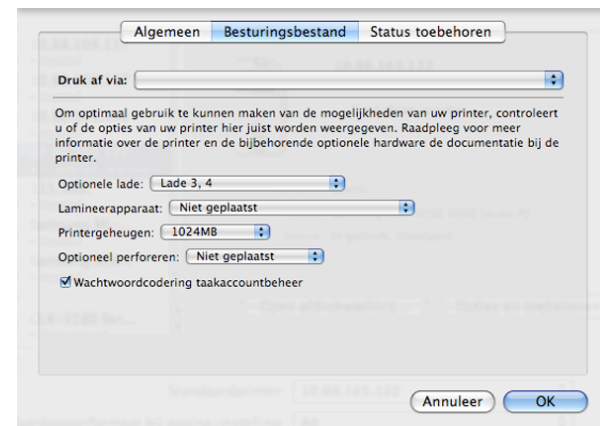 Algemeen Besturingsbestand Status toebehoren
Druk af via:
Om optimaal gebruik te kunnen maken van de mogelijkheden van uw printer, controleert
u of de opties van uw printer hier juist worden weergegeven. Raadpleeg voor meer
informatie over de printer en de bijbehorende optionele hardware de documentatie bij de
printer.
Optionele lade: Lade 3, 4
Lamineerapparaat: Niet geplaatst
Printergeheugen: 1024MB
Optioneel perforeren: Niet geplaatst
Wachtwoordcodering taakaccountbeheer
Annuleer OK